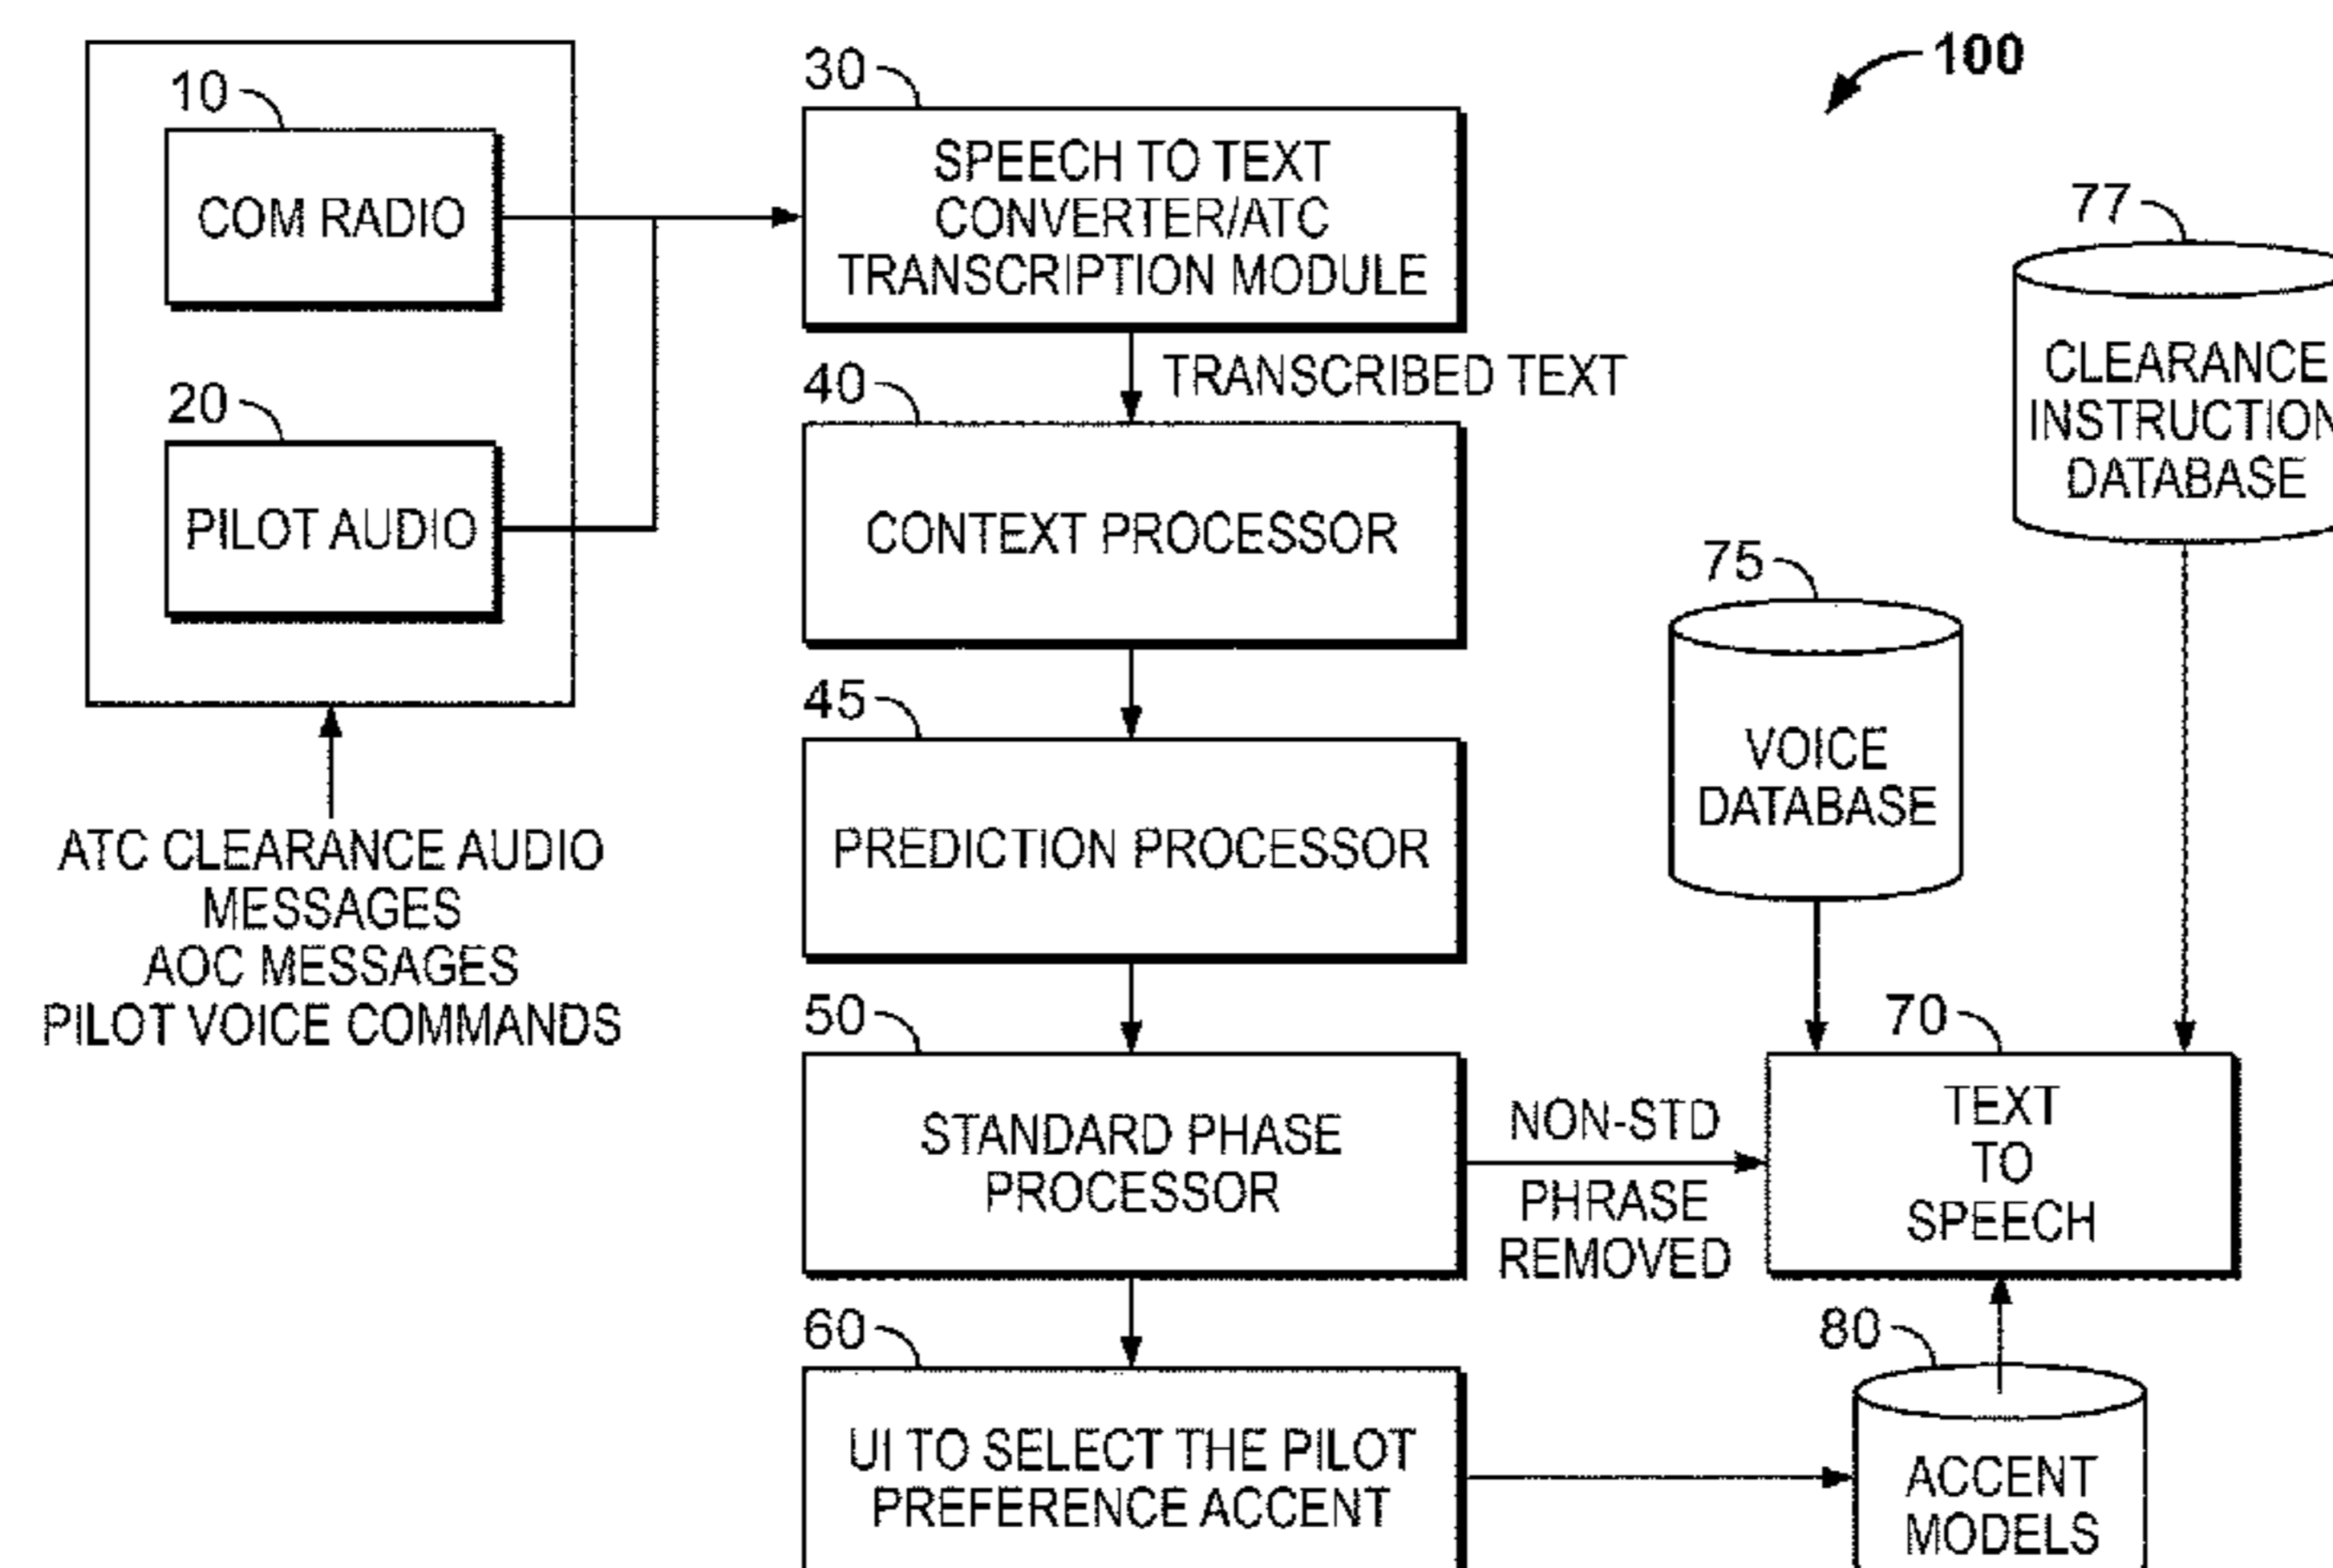 100
10
COM RADIO
20
PILOT AUDIO
ATC CLEARANCE AUDIO
MESSAGES
AOC MESSAGES
PILOT VOICE COMMANDS
30
SPEECH TO TEXT
CONVERTER/ATC
TRANSCRIPTION MODULE
TRANSCRIBED TEXT
40
CONTEXT PROCESSOR
45
PREDICTION PROCESSOR
50
STANDARD PHASE
PROCESSOR
NON-STD
PHRASE
REMOVED
60
UI TO SELECT THE PILOT
PREFERENCE ACCENT
77
CLEARANCE
INSTRUCTION
DATABASE
75
VOICE
DATABASE
70
TEXT
TO
SPEECH
80
ACCENT
MODELS